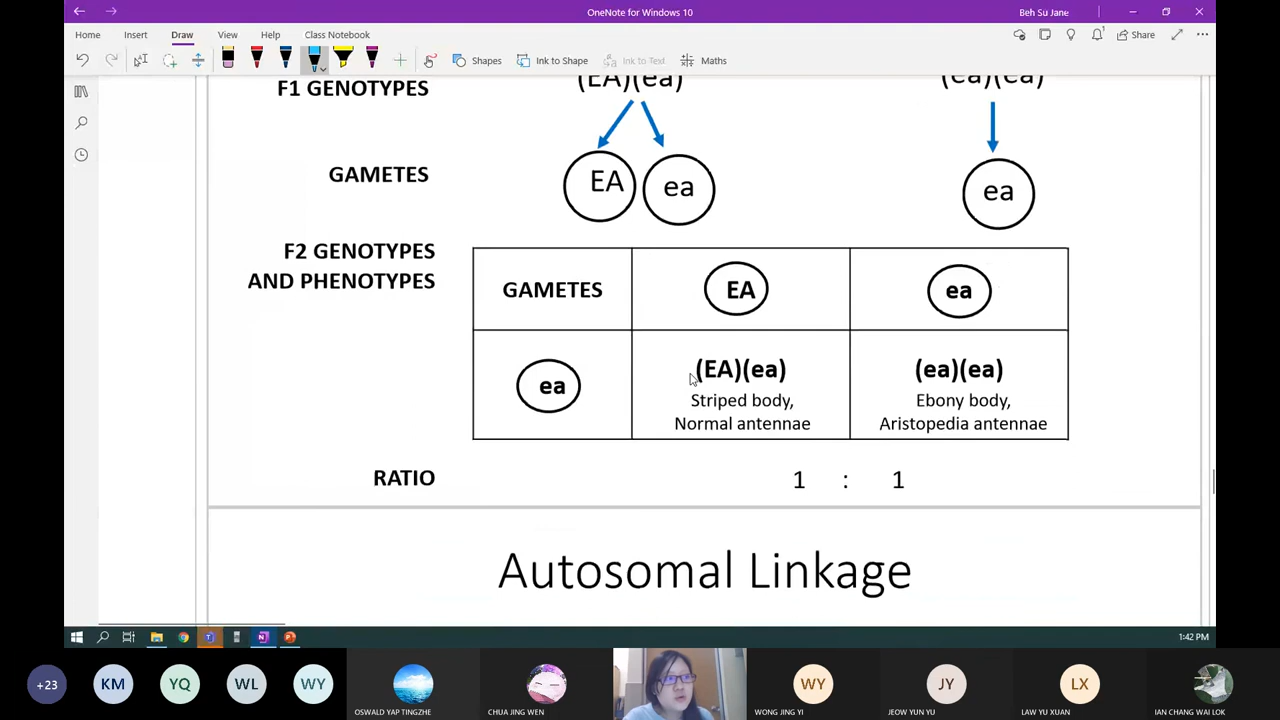 OneNote for Windows 10
Beh Su Jane
Home Insert Draw View Help Class Notebook
Share
Shapes Ink to Shape Ink to Text Maths
F1 GENOTYPES (EA)(ea) (ea)(ea)
GAMETES EA ea ea
F2 GENOTYPES
AND PHENOTYPES
GAMETES EA ea
ea (EA)(ea) (ea)(ea)
Striped body, Ebony body,
Normal antennae Aristopedia antennae
RATIO 1 : 1
Autosomal Linkage
1:42 PM
+23 KM YQ WL WY WY JY LX
OSWALD YAP TINGZHE CHUA JING WEN WONG JING YI JEOW YUN YU LAW YU XUAN IAN CHANG WAI LOK